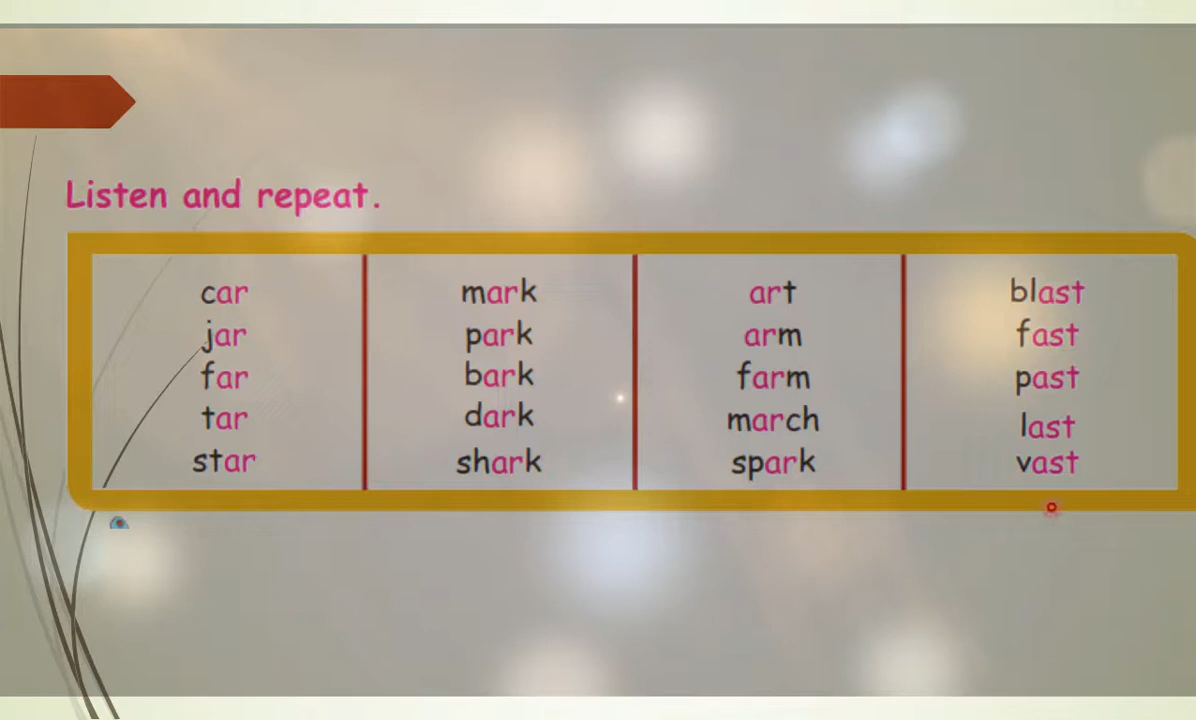 Listen and repeat.
car mark art blast
jar park arm fast
far bark farm past
tar dark march last
star shark spark vast